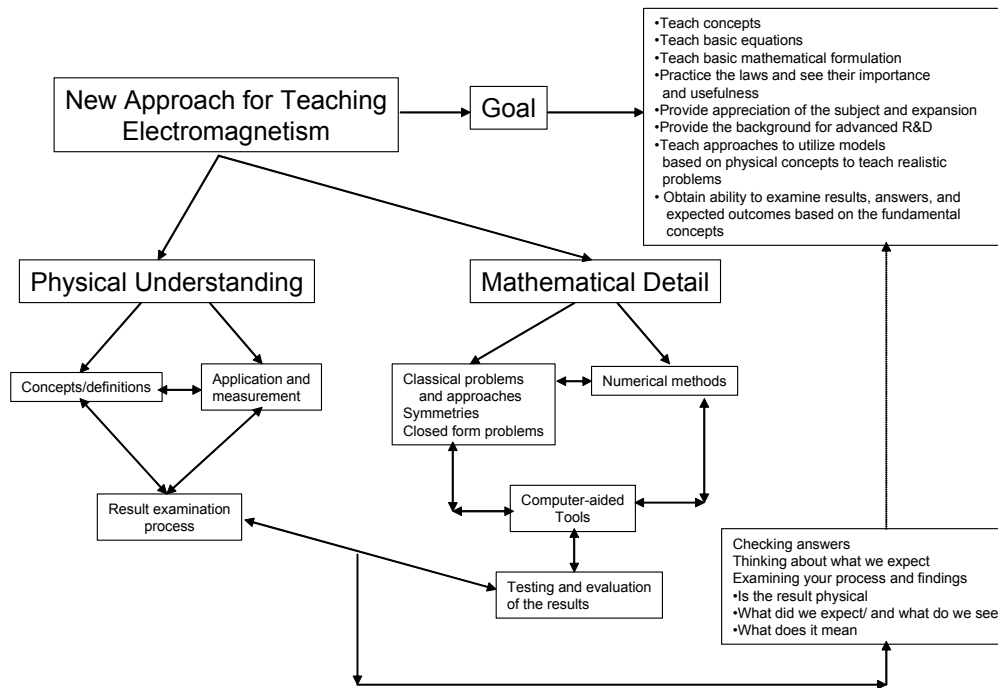 New Approach for Teaching
Electromagnetism
Goal
•Teach concepts
•Teach basic equations
•Teach basic mathematical formulation
•Practice the laws and see their importance
and usefulness
•Provide appreciation of the subject and expansion
•Provide the background for advanced R&D
•Teach approaches to utilize models
based on physical concepts to teach realistic
problems
• Obtain ability to examine results, answers, and
expected outcomes based on the fundamental
concepts
Physical Understanding
Mathematical Detail
Concepts/definitions
Application and
measurement
Classical problems
and approaches
Symmetries
Closed form problems
Numerical methods
Result examination
process
Computer-aided
Tools
Testing and evaluation
of the results
Checking answers
Thinking about what we expect
Examining your process and findings
•Is the result physical
•What did we expect/ and what do we see
•What does it mean